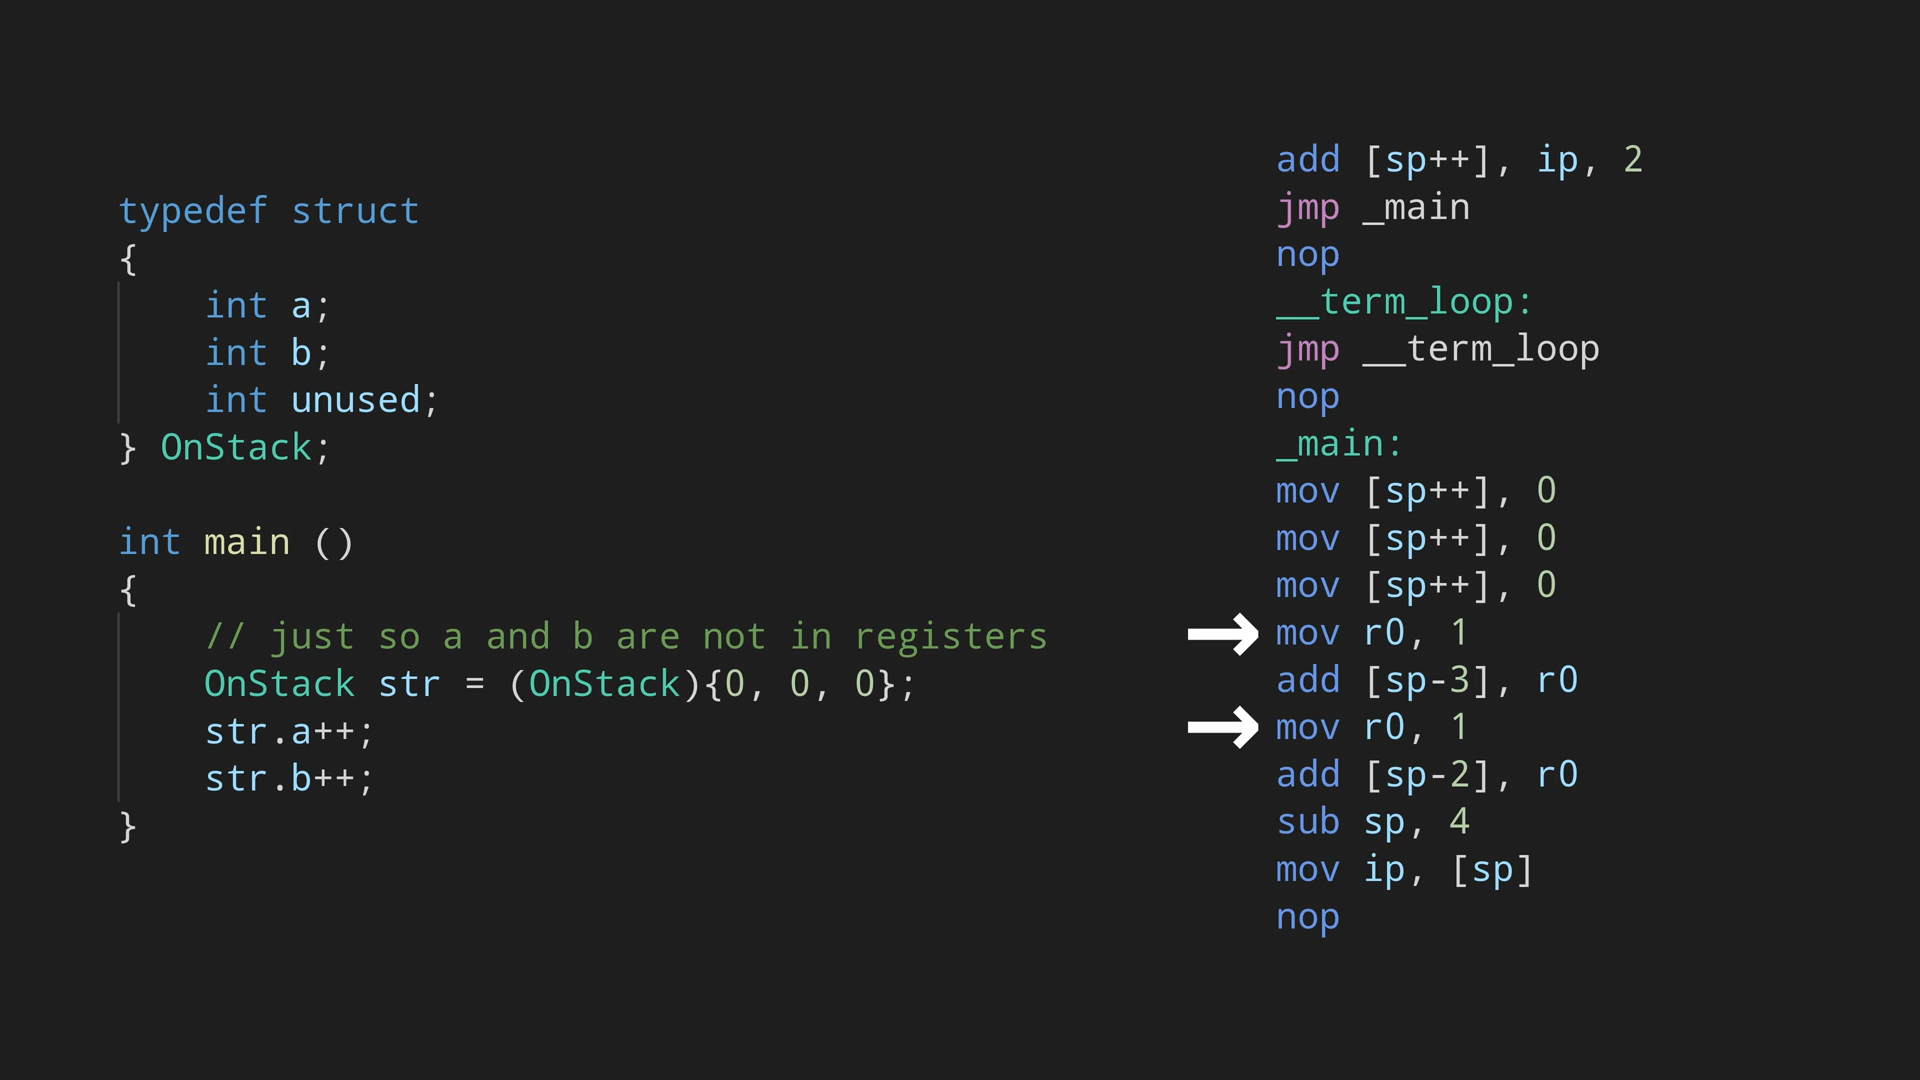 typedef struct
{
    int a;
    int b;
    int unused;
} OnStack;

int main ()
{
    // just so a and b are not in registers
    OnStack str = (OnStack){0, 0, 0};
    str.a++;
    str.b++;
}

add [sp++], ip, 2
jmp _main
nop
__term_loop:
jmp __term_loop
nop
_main:
mov [sp++], 0
mov [sp++], 0
mov [sp++], 0
→ mov r0, 1
add [sp-3], r0
→ mov r0, 1
add [sp-2], r0
sub sp, 4
mov ip, [sp]
nop